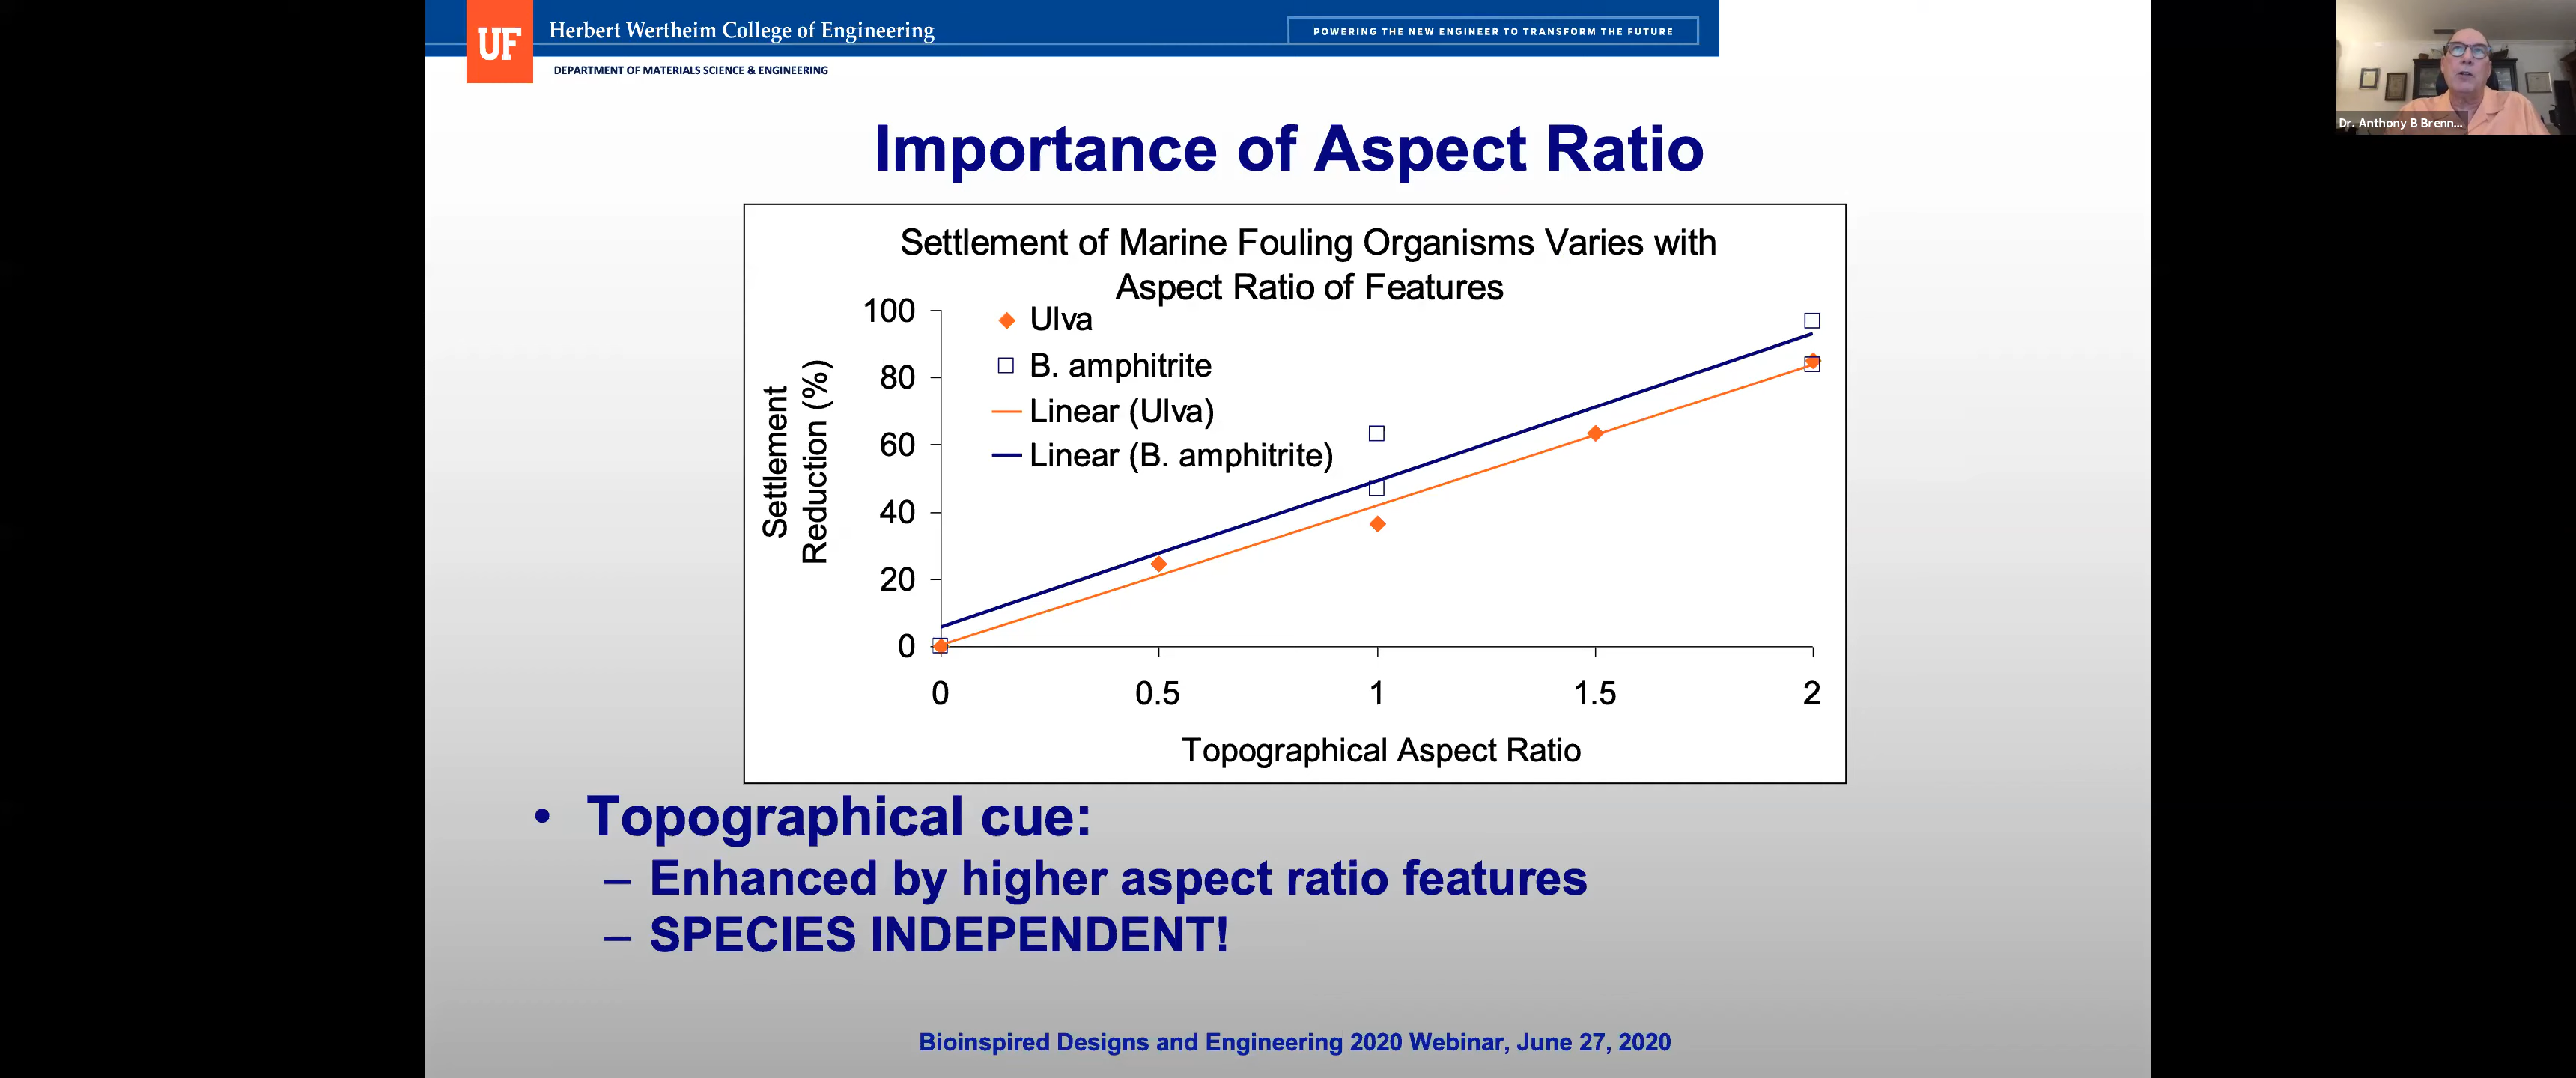 UF
Herbert Wertheim College of Engineering
POWERING THE NEW ENGINEER TO TRANSFORM THE FUTURE
DEPARTMENT OF MATERIALS SCIENCE & ENGINEERING
Dr. Anthony B Brenn...
Importance of Aspect Ratio
Settlement of Marine Fouling Organisms Varies with
Aspect Ratio of Features
Settlement
Reduction (%)
100
80
60
40
20
0
Ulva
B. amphitrite
Linear (Ulva)
Linear (B. amphitrite)
0 0.5 1 1.5 2
Topographical Aspect Ratio
• Topographical cue:
– Enhanced by higher aspect ratio features
– SPECIES INDEPENDENT!
Bioinspired Designs and Engineering 2020 Webinar, June 27, 2020